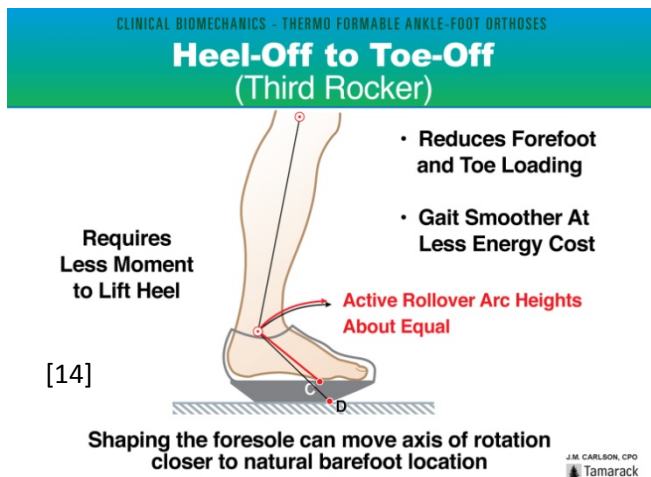 CLINICAL BIOMECHANICS - THERMO FORMABLE ANKLE-FOOT ORTHOSES
Heel-Off to Toe-Off
(Third Rocker)
• Reduces Forefoot
and Toe Loading
• Gait Smoother At
Less Energy Cost
Requires
Less Moment
to Lift Heel
Active Rollover Arc Heights
About Equal
[14]
C
D
Shaping the foresole can move axis of rotation
closer to natural barefoot location
J.M. CARLSON, CPO
Tamarack